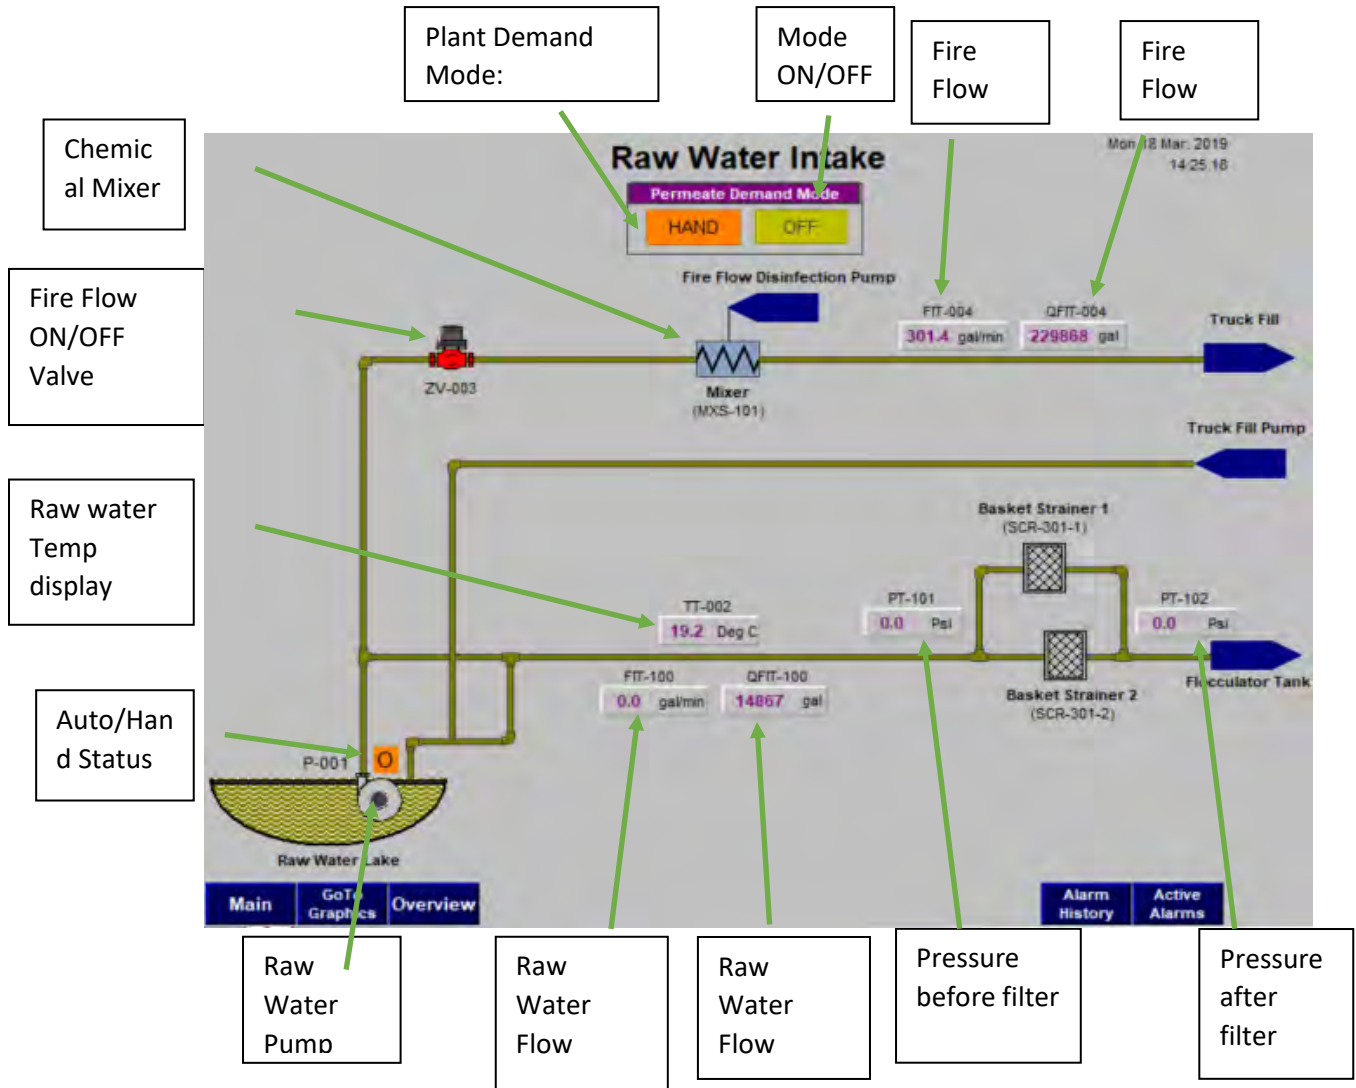 Plant Demand
Mode:
Mode
ON/OFF
Fire
Flow
Fire
Flow
Chemic
al Mixer
Raw Water Intake
Mon 18 Mar. 2019
14:25:18
Permeate Demand Mode
HAND
OFF
Fire Flow Disinfection Pump
Fire Flow
ON/OFF
Valve
ZV-003
Mixer
(MXS-101)
FIT-004
301.4 gal/min
QFIT-004
229868 gal
Truck Fill
Truck Fill Pump
Raw water
Temp
display
Basket Strainer 1
(SCR-301-1)
TT-002
19.2 Deg C
PT-101
0.0 Psi
PT-102
0.0 Psi
FIT-100
0.0 gal/min
QFIT-100
14867 gal
Basket Strainer 2
(SCR-301-2)
Flocculator Tank
Auto/Han
d Status
P-001
O
Raw Water Lake
Main
GoTo
Graphics
Overview
Alarm
History
Active
Alarms
Raw
Water
Pump
Raw
Water
Flow
Raw
Water
Flow
Pressure
before filter
Pressure
after
filter